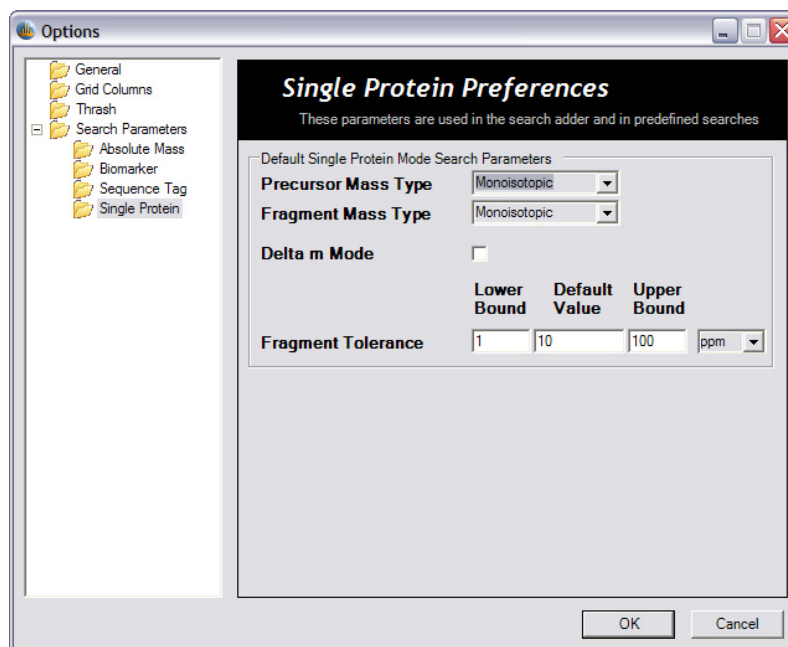 Options
General
Grid Columns
Thrash
Search Parameters
Absolute Mass
Biomarker
Sequence Tag
Single Protein
Single Protein Preferences
These parameters are used in the search adder and in predefined searches
Default Single Protein Mode Search Parameters
Precursor Mass Type Monoisotopic
Fragment Mass Type Monoisotopic
Delta m Mode
Lower Default Upper
Bound Value Bound
Fragment Tolerance 1 10 100 ppm
OK Cancel